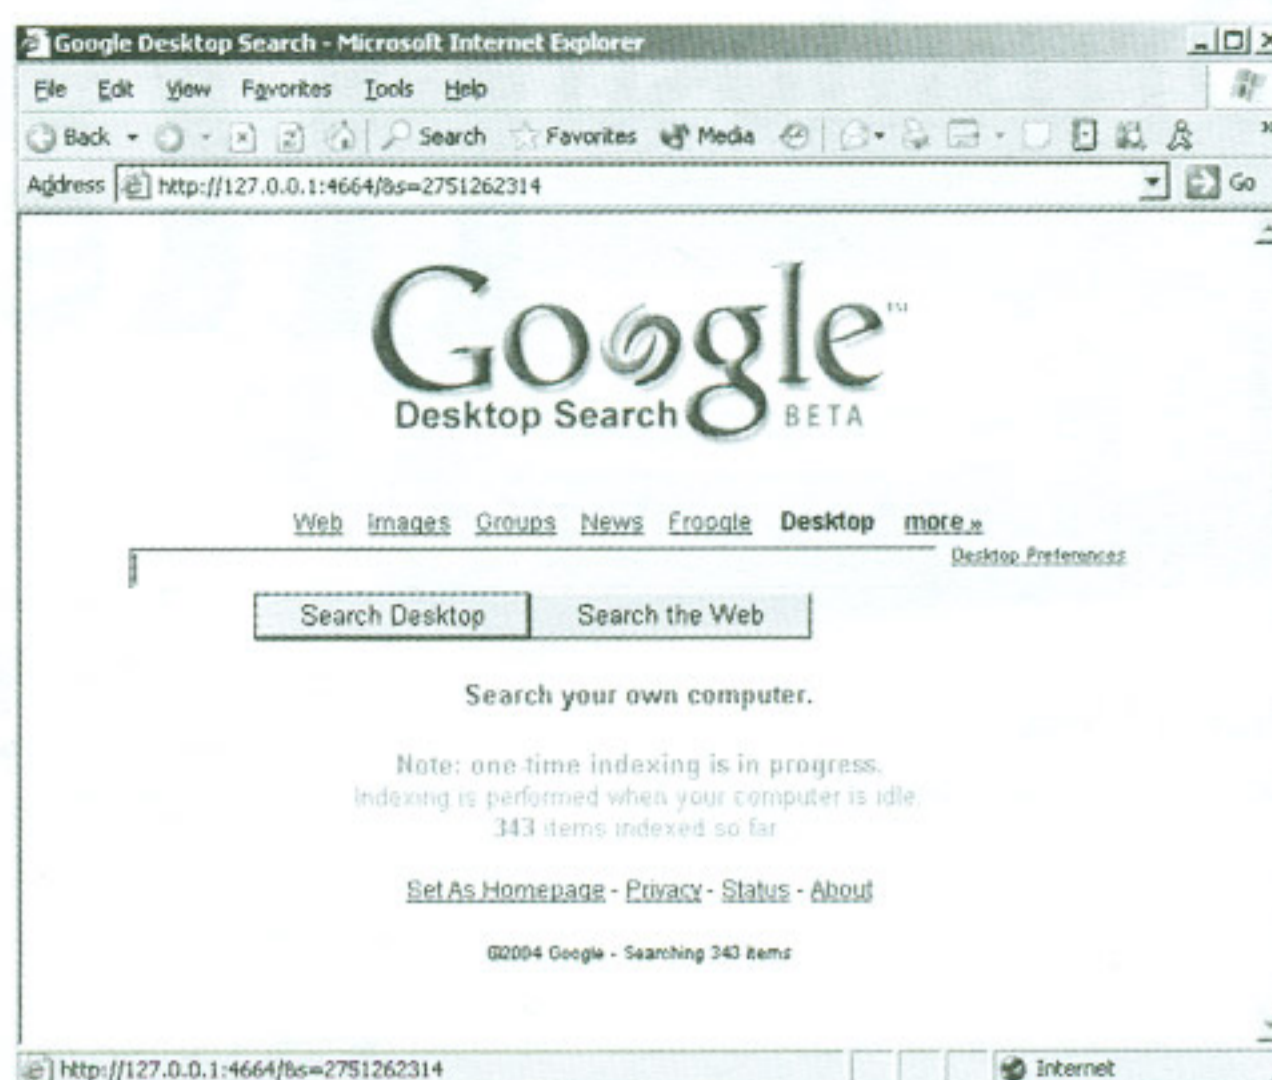 Google Desktop Search - Microsoft Internet Explorer
File Edit View Favorites Tools Help
Back Search Favorites Media
Address http://127.0.0.1:4664/&s=2751262314 Go
Google™
Desktop Search BETA
Web Images Groups News Froogle Desktop more »
Desktop Preferences
Search Desktop Search the Web
Search your own computer.
Note: one-time indexing is in progress.
Indexing is performed when your computer is idle.
343 items indexed so far
Set As Homepage - Privacy - Status - About
©2004 Google - Searching 343 items
http://127.0.0.1:4664/&s=2751262314 Internet